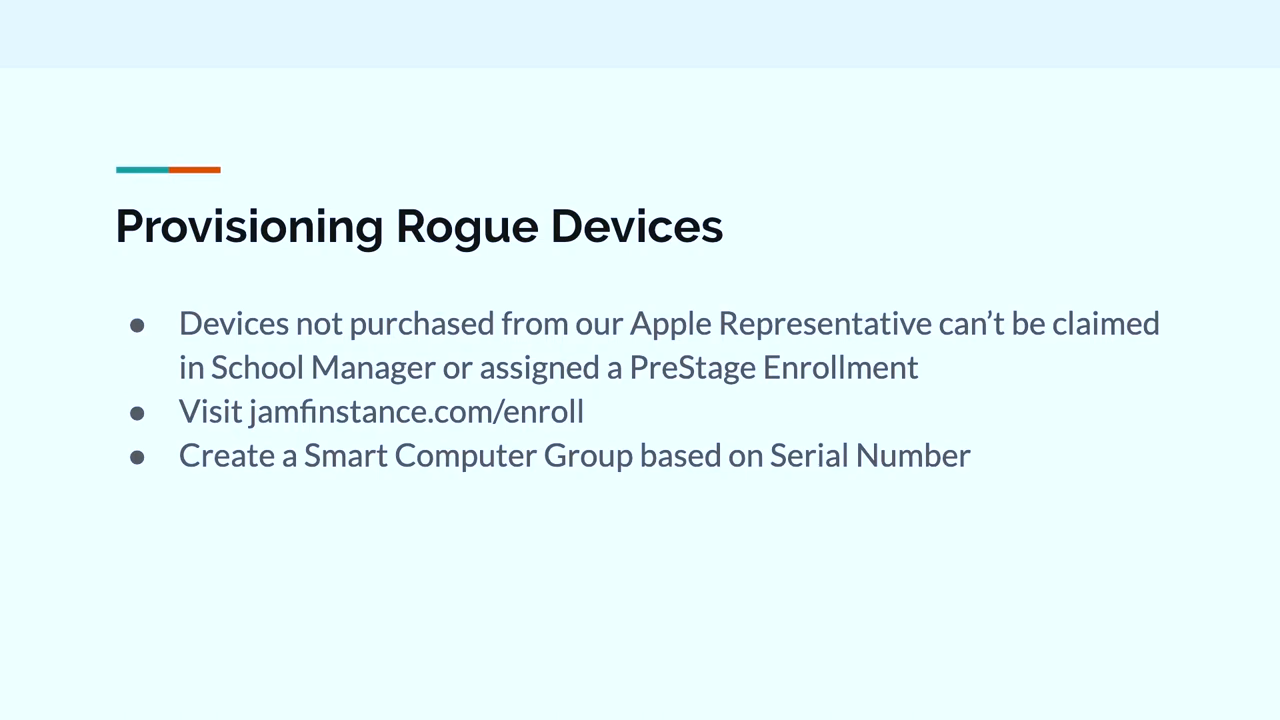 Provisioning Rogue Devices
● Devices not purchased from our Apple Representative can’t be claimed
in School Manager or assigned a PreStage Enrollment
● Visit jamfinstance.com/enroll
● Create a Smart Computer Group based on Serial Number